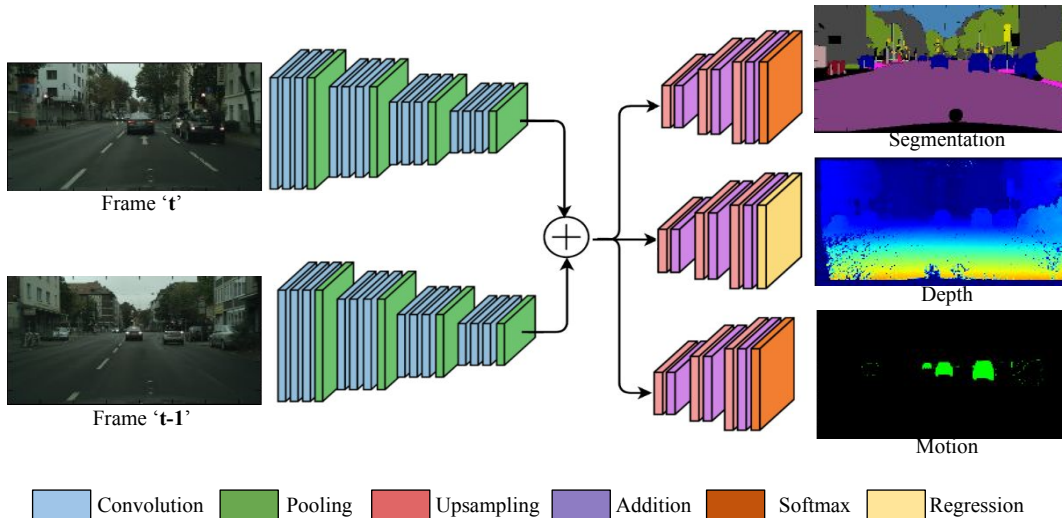 Segmentation
Frame ‘t’
Depth
Frame ‘t-1’
Motion
Convolution Pooling Upsampling Addition Softmax Regression